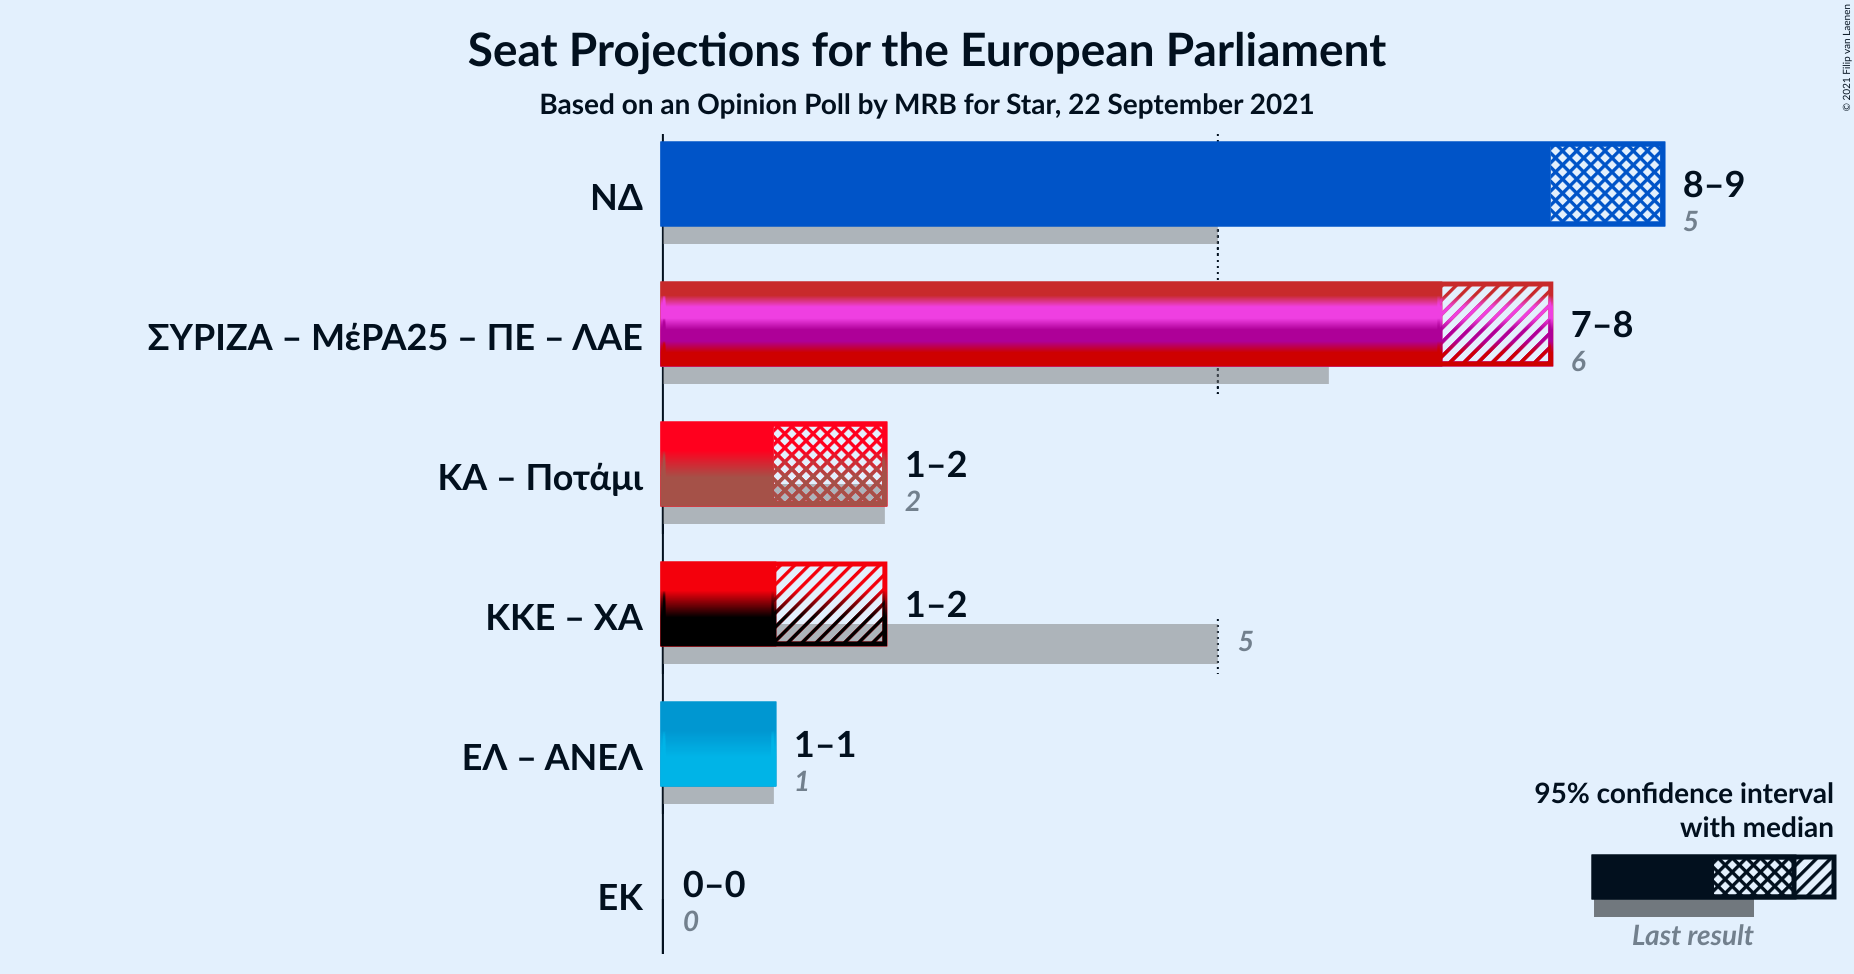 Seat Projections for the European Parliament
Based on an Opinion Poll by MRB for Star, 22 September 2021
© 2021 Filip van Laenen
ΝΔ
8–9
5
ΣΥΡΙΖΑ – ΜέΡΑ25 – ΠΕ – ΛΑΕ
7–8
6
ΚΑ – Ποτάμι
1–2
2
ΚΚΕ – ΧΑ
1–2
5
ΕΛ – ΑΝΕΛ
1–1
1
ΕΚ
0–0
0
95% confidence interval
with median
Last result